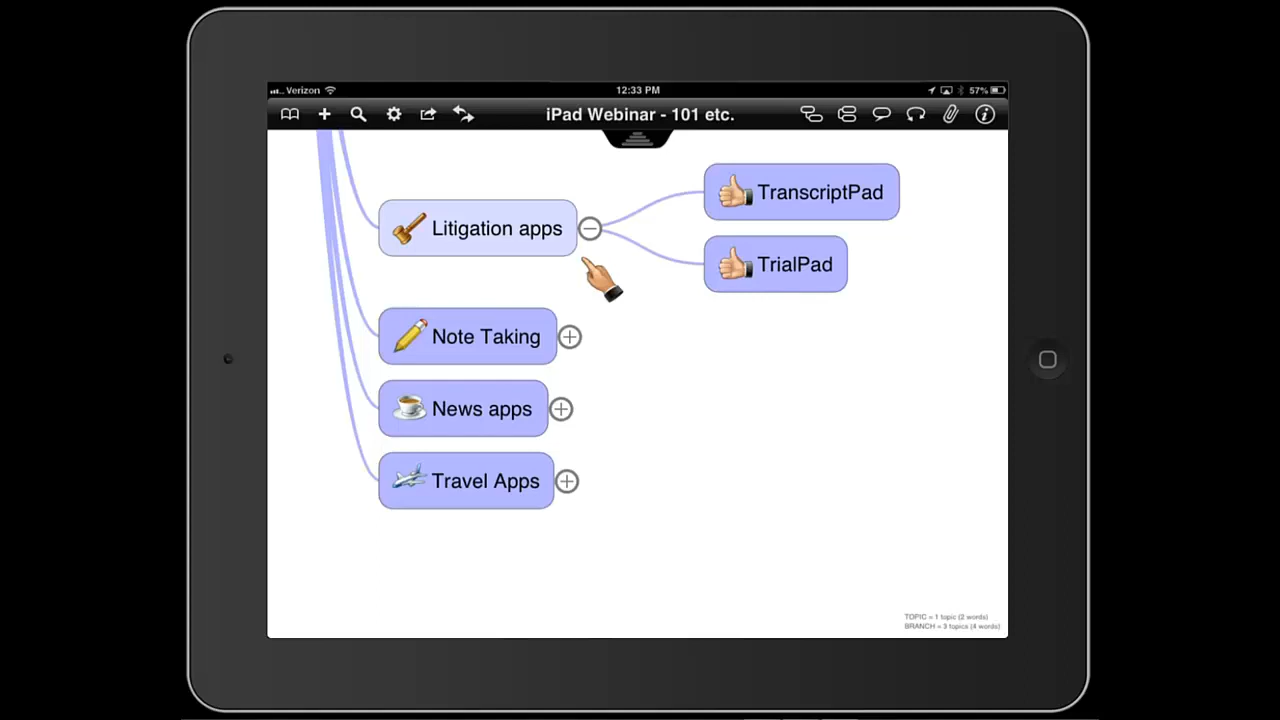 Verizon
12:33 PM
57%
iPad Webinar - 101 etc.
TranscriptPad
Litigation apps
TrialPad
Note Taking
News apps
Travel Apps
TOPIC = 1 topic (2 words)
BRANCH = 3 topics (4 words)